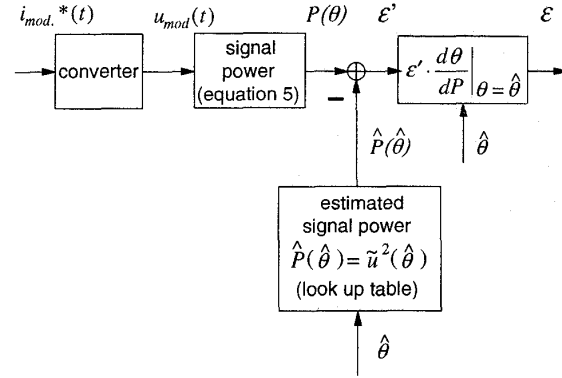 i_mod.*(t) u_mod(t) P(θ) ε' ε
converter
signal
power
(equation 5)
ε' · dθ/dP |θ = θ̂
−
P̂(θ̂)
θ̂
estimated
signal power
P̂(θ̂) = ũ²(θ̂)
(look up table)
θ̂